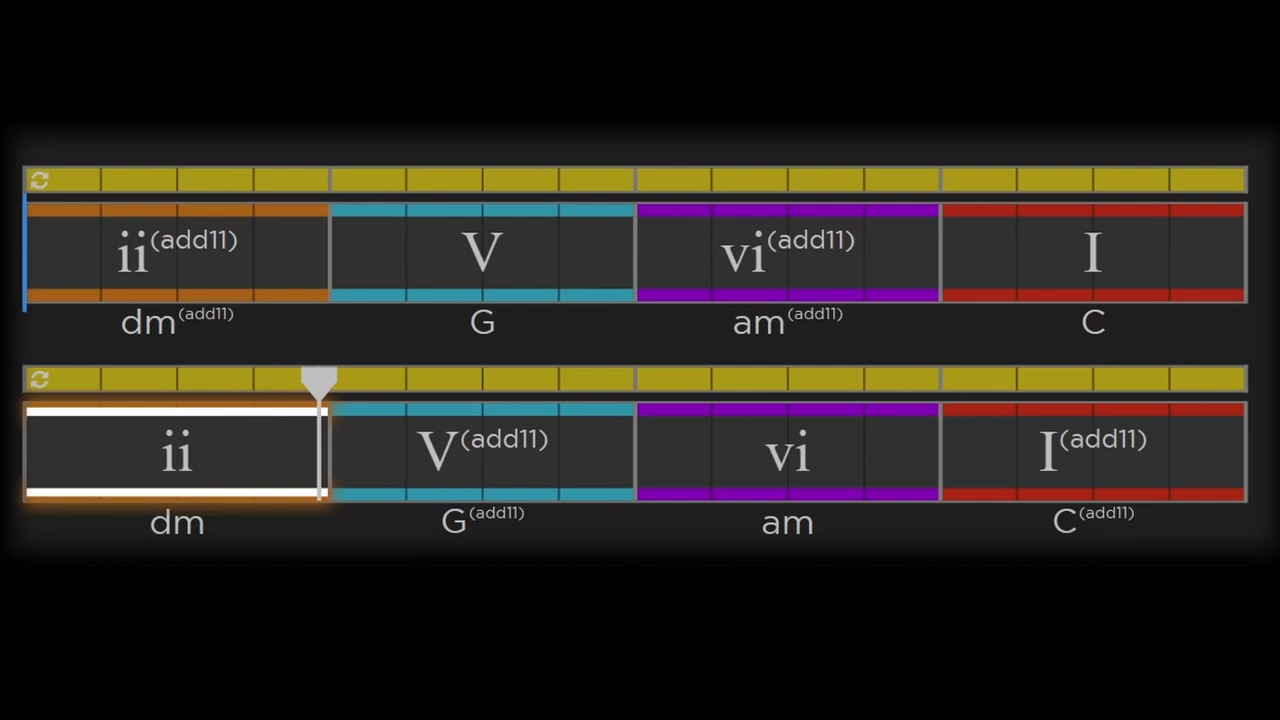 ii(add11) V vi(add11) I
dm(add11) G am(add11) C
ii V(add11) vi I(add11)
dm G(add11) am C(add11)